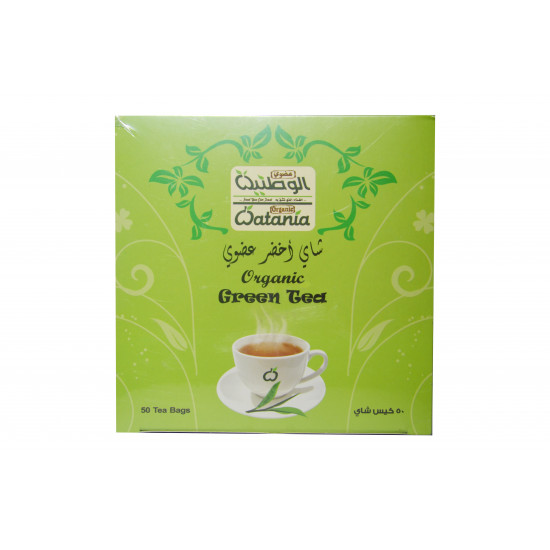 عضوي
الوطنية
Organic
Watania
شاي أخضر عضوي
Organic
Green Tea
50 Tea Bags
٥٠ كيس شاي